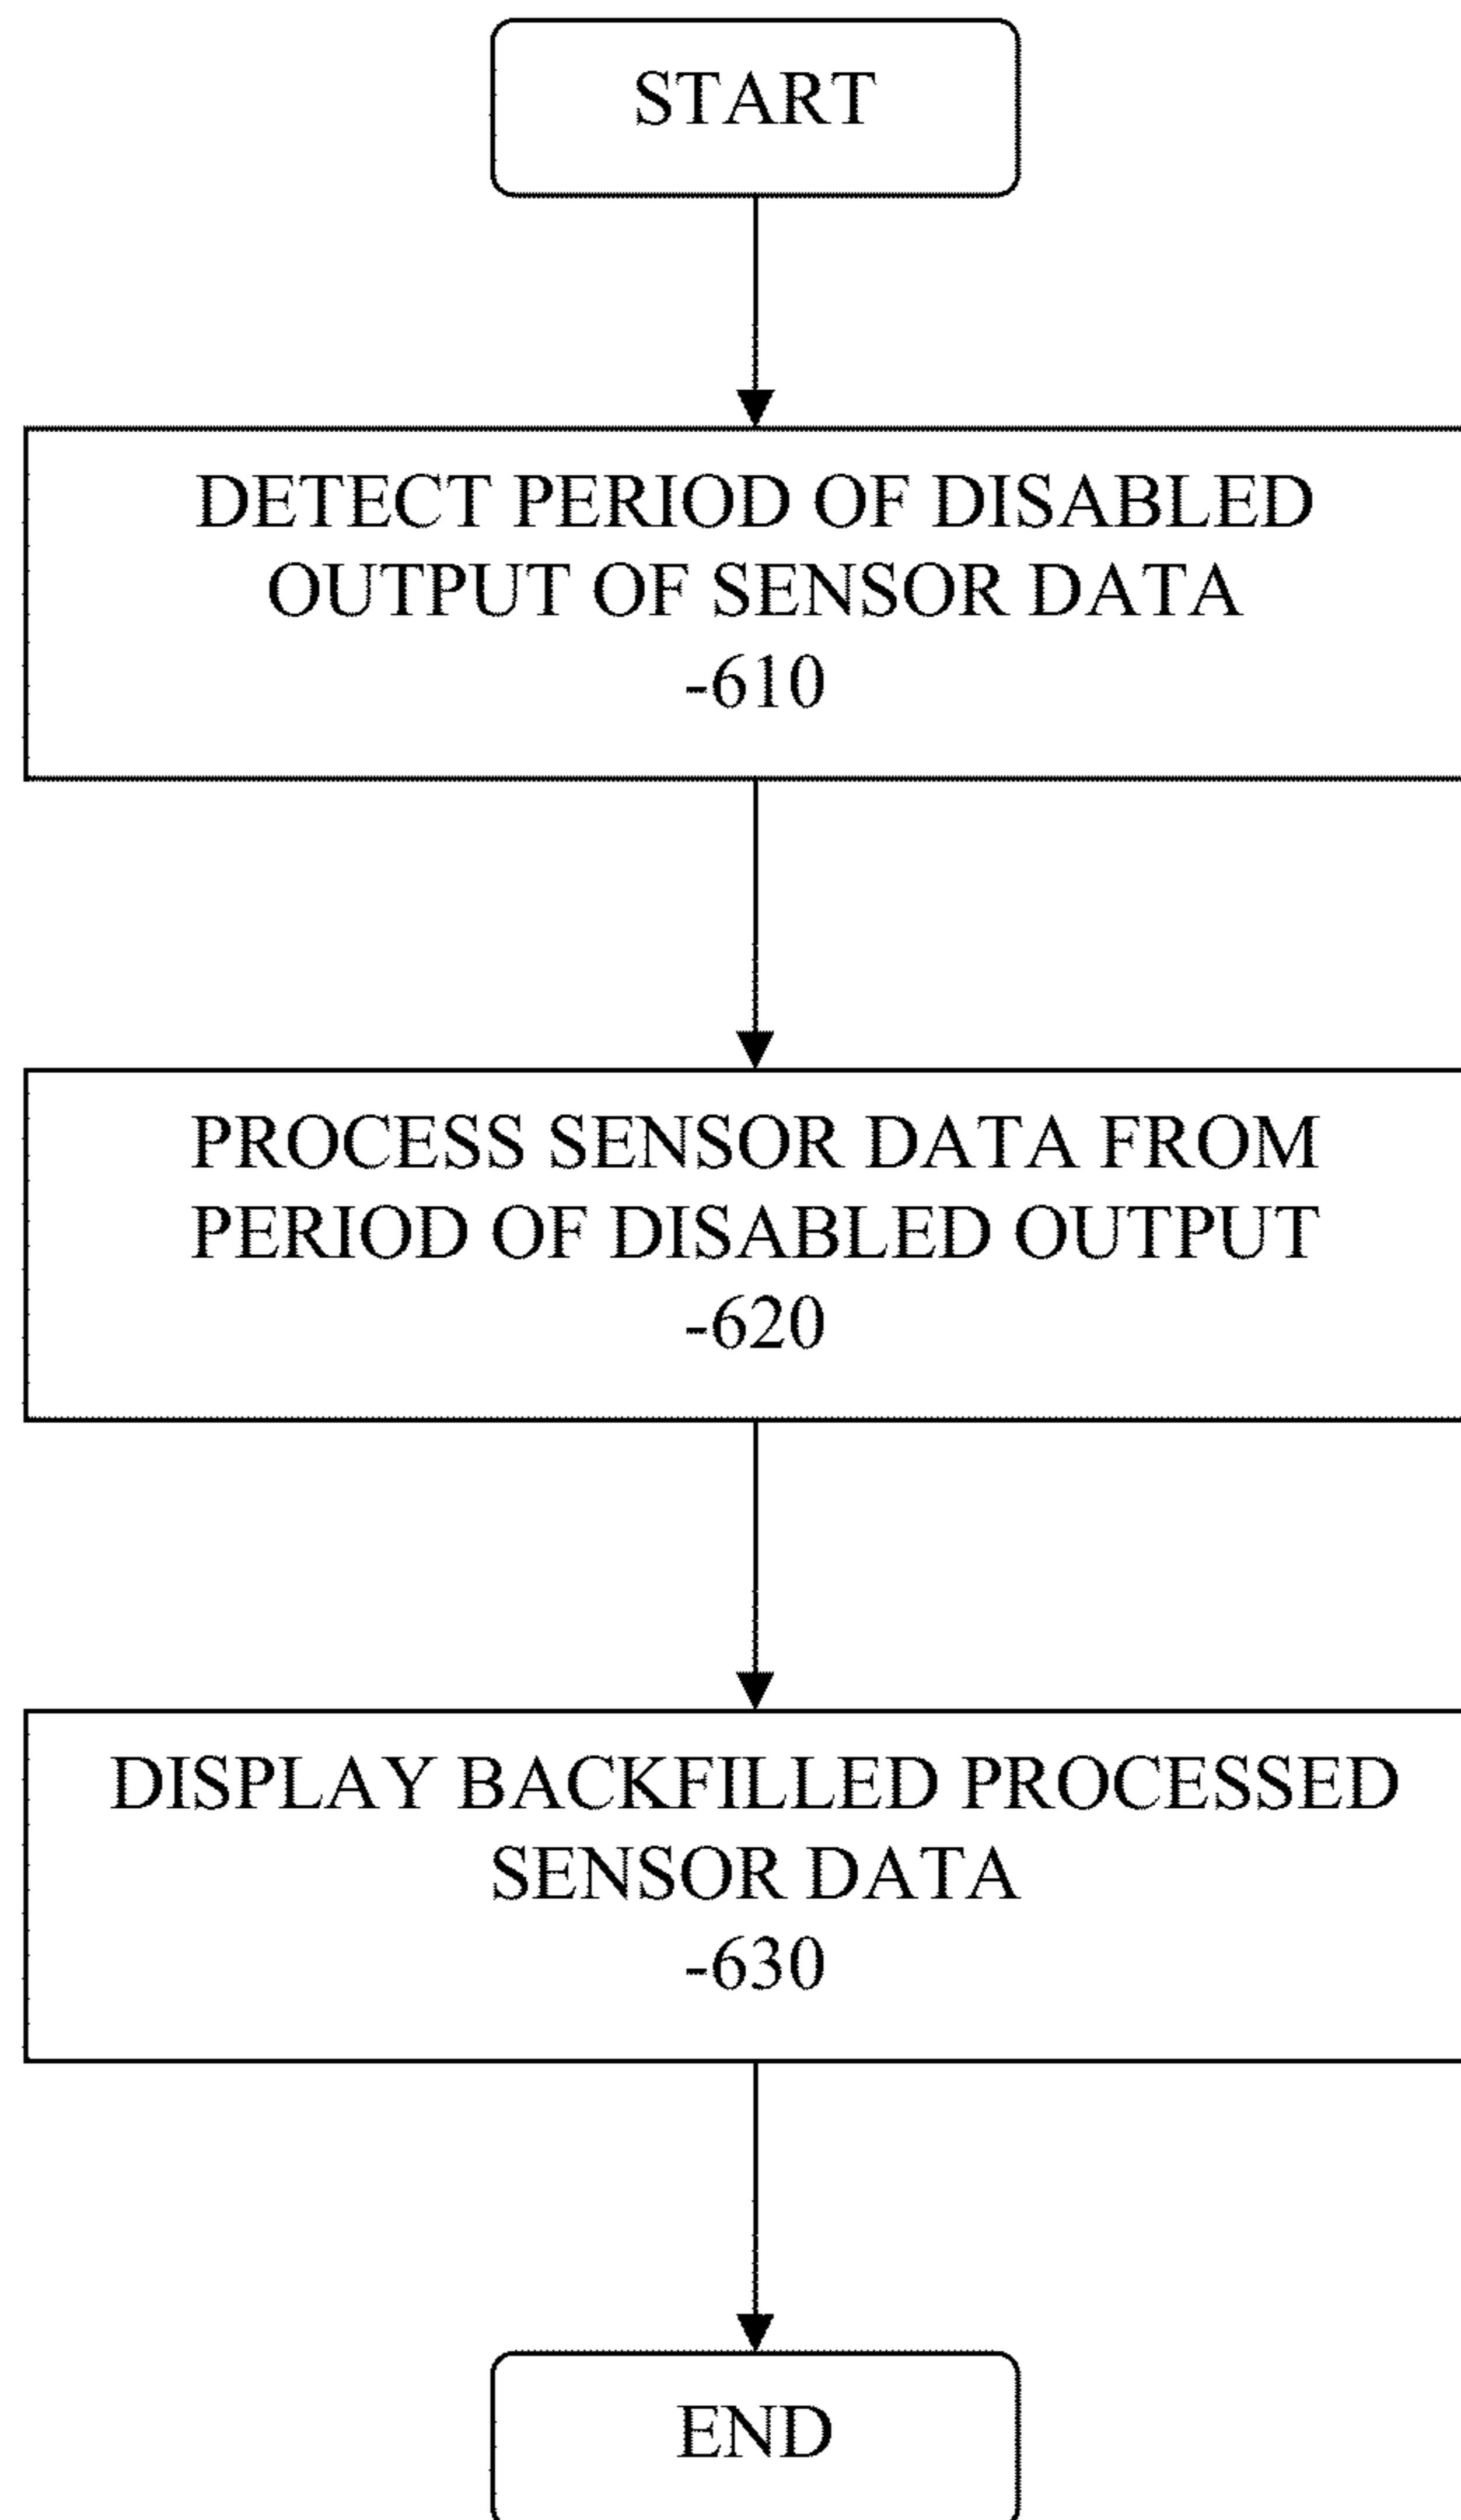 START
DETECT PERIOD OF DISABLED
OUTPUT OF SENSOR DATA
-610
PROCESS SENSOR DATA FROM
PERIOD OF DISABLED OUTPUT
-620
DISPLAY BACKFILLED PROCESSED
SENSOR DATA
-630
END